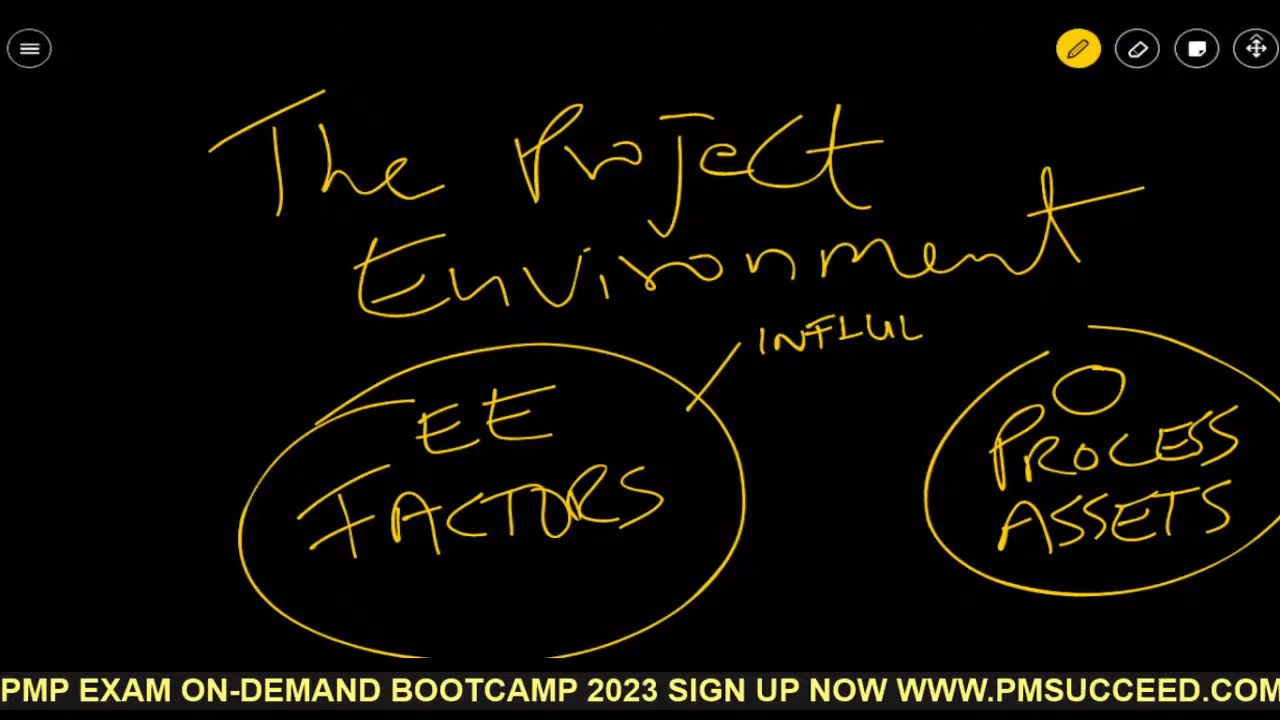 The Project
Environment
INFLUL
EE
FACTORS
O
PROCESS
ASSETS
PMP EXAM ON-DEMAND BOOTCAMP 2023 SIGN UP NOW WWW.PMSUCCEED.COM